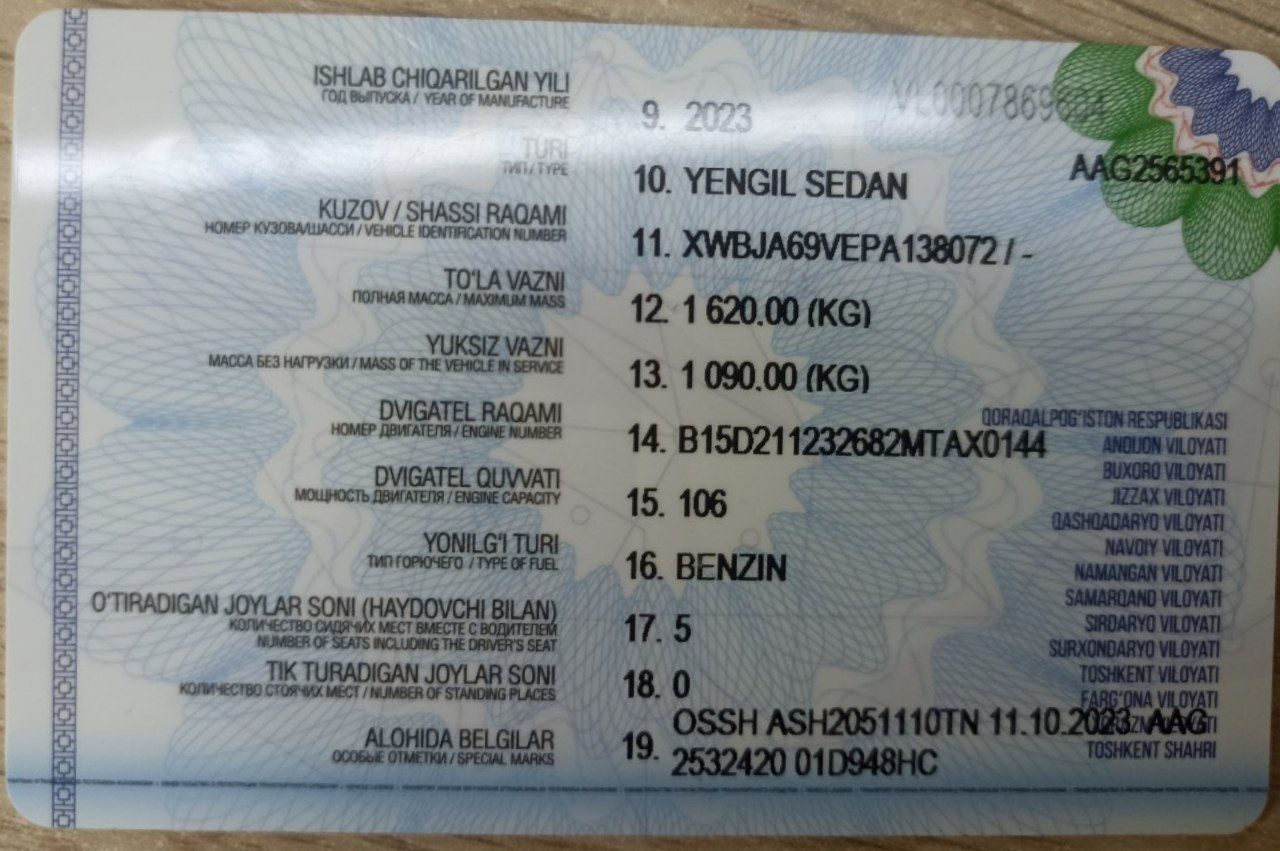 ISHLAB CHIQARILGAN YILI
ГОД ВЫПУСКА / YEAR OF MANUFACTURE
9. 2023
AAG2565391
TURI
ТИП / TYPE
10. YENGIL SEDAN
KUZOV / SHASSI RAQAMI
НОМЕР КУЗОВА/ШАССИ / VEHICLE IDENTIFICATION NUMBER
11. XWBJA69VEPA138072 / -
TO'LA VAZNI
ПОЛНАЯ МАССА / MAXIMUM MASS
12. 1 620.00 (KG)
YUKSIZ VAZNI
МАССА БЕЗ НАГРУЗКИ / MASS OF THE VEHICLE IN SERVICE
13. 1 090.00 (KG)
DVIGATEL RAQAMI
НОМЕР ДВИГАТЕЛЯ / ENGINE NUMBER
14. B15D211232682MTAX0144
DVIGATEL QUVVATI
МОЩНОСТЬ ДВИГАТЕЛЯ / ENGINE CAPACITY
15. 106
YONILG'I TURI
ТИП ГОРЮЧЕГО / TYPE OF FUEL
16. BENZIN
O'TIRADIGAN JOYLAR SONI (HAYDOVCHI BILAN)
КОЛИЧЕСТВО СИДЯЧИХ МЕСТ ВМЕСТЕ С ВОДИТЕЛЕМ
NUMBER OF SEATS INCLUDING THE DRIVER'S SEAT
17. 5
TIK TURADIGAN JOYLAR SONI
КОЛИЧЕСТВО СТОЯЧИХ МЕСТ / NUMBER OF STANDING PLACES
18. 0
ALOHIDA BELGILAR
ОСОБЫЕ ОТМЕТКИ / SPECIAL MARKS
19. OSSH ASH2051110TN 11.10.2023 AAG
2532420 01D948HC
QORAQALPOG'ISTON RESPUBLIKASI
ANDIJON VILOYATI
BUXORO VILOYATI
JIZZAX VILOYATI
QASHQADARYO VILOYATI
NAVOIY VILOYATI
NAMANGAN VILOYATI
SAMARQAND VILOYATI
SIRDARYO VILOYATI
SURXONDARYO VILOYATI
TOSHKENT VILOYATI
FARG'ONA VILOYATI
TOSHKENT SHAHRI